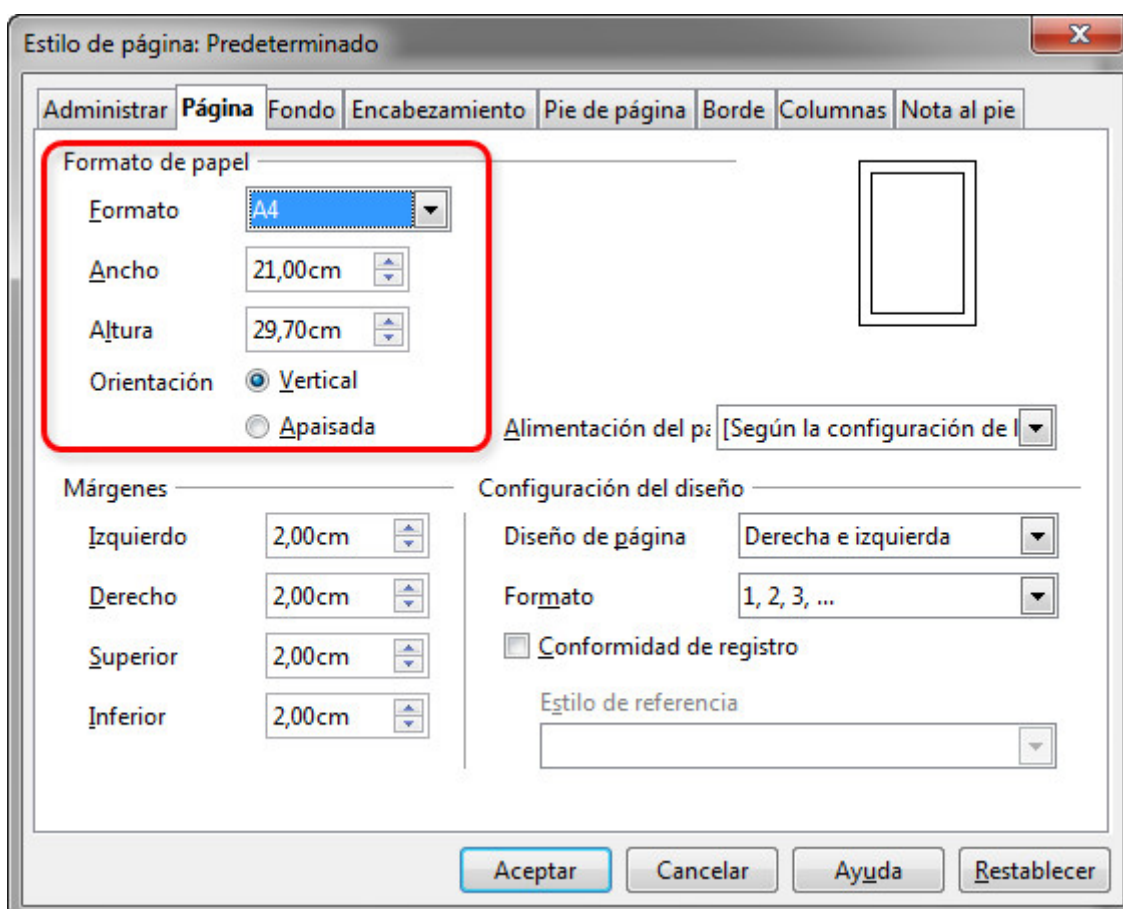 Estilo de página: Predeterminado
Administrar Página Fondo Encabezamiento Pie de página Borde Columnas Nota al pie
Formato de papel
Formato A4
Ancho 21,00cm
Altura 29,70cm
Orientación Vertical
Apaisada
Alimentación del pa [Según la configuración de l
Márgenes
Izquierdo 2,00cm
Derecho 2,00cm
Superior 2,00cm
Inferior 2,00cm
Configuración del diseño
Diseño de página Derecha e izquierda
Formato 1, 2, 3, ...
Conformidad de registro
Estilo de referencia
Aceptar Cancelar Ayuda Restablecer